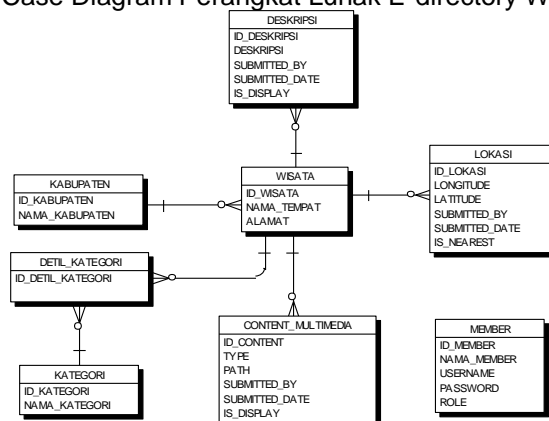 Case Diagram Perangkat Lunak E-directory W
DESKRIPSI
ID_DESKRIPSI
DESKRIPSI
SUBMITTED_BY
SUBMITTED_DATE
IS_DISPLAY
KABUPATEN
ID_KABUPATEN
NAMA_KABUPATEN
WISATA
ID_WISATA
NAMA_TEMPAT
ALAMAT
LOKASI
ID_LOKASI
LONGITUDE
LATITUDE
SUBMITTED_BY
SUBMITTED_DATE
IS_NEAREST
DETIL_KATEGORI
ID_DETIL_KATEGORI
KATEGORI
ID_KATEGORI
NAMA_KATEGORI
CONTENT_MULTIMEDIA
ID_CONTENT
TYPE
PATH
SUBMITTED_BY
SUBMITTED_DATE
IS_DISPLAY
MEMBER
ID_MEMBER
NAMA_MEMBER
USERNAME
PASSWORD
ROLE